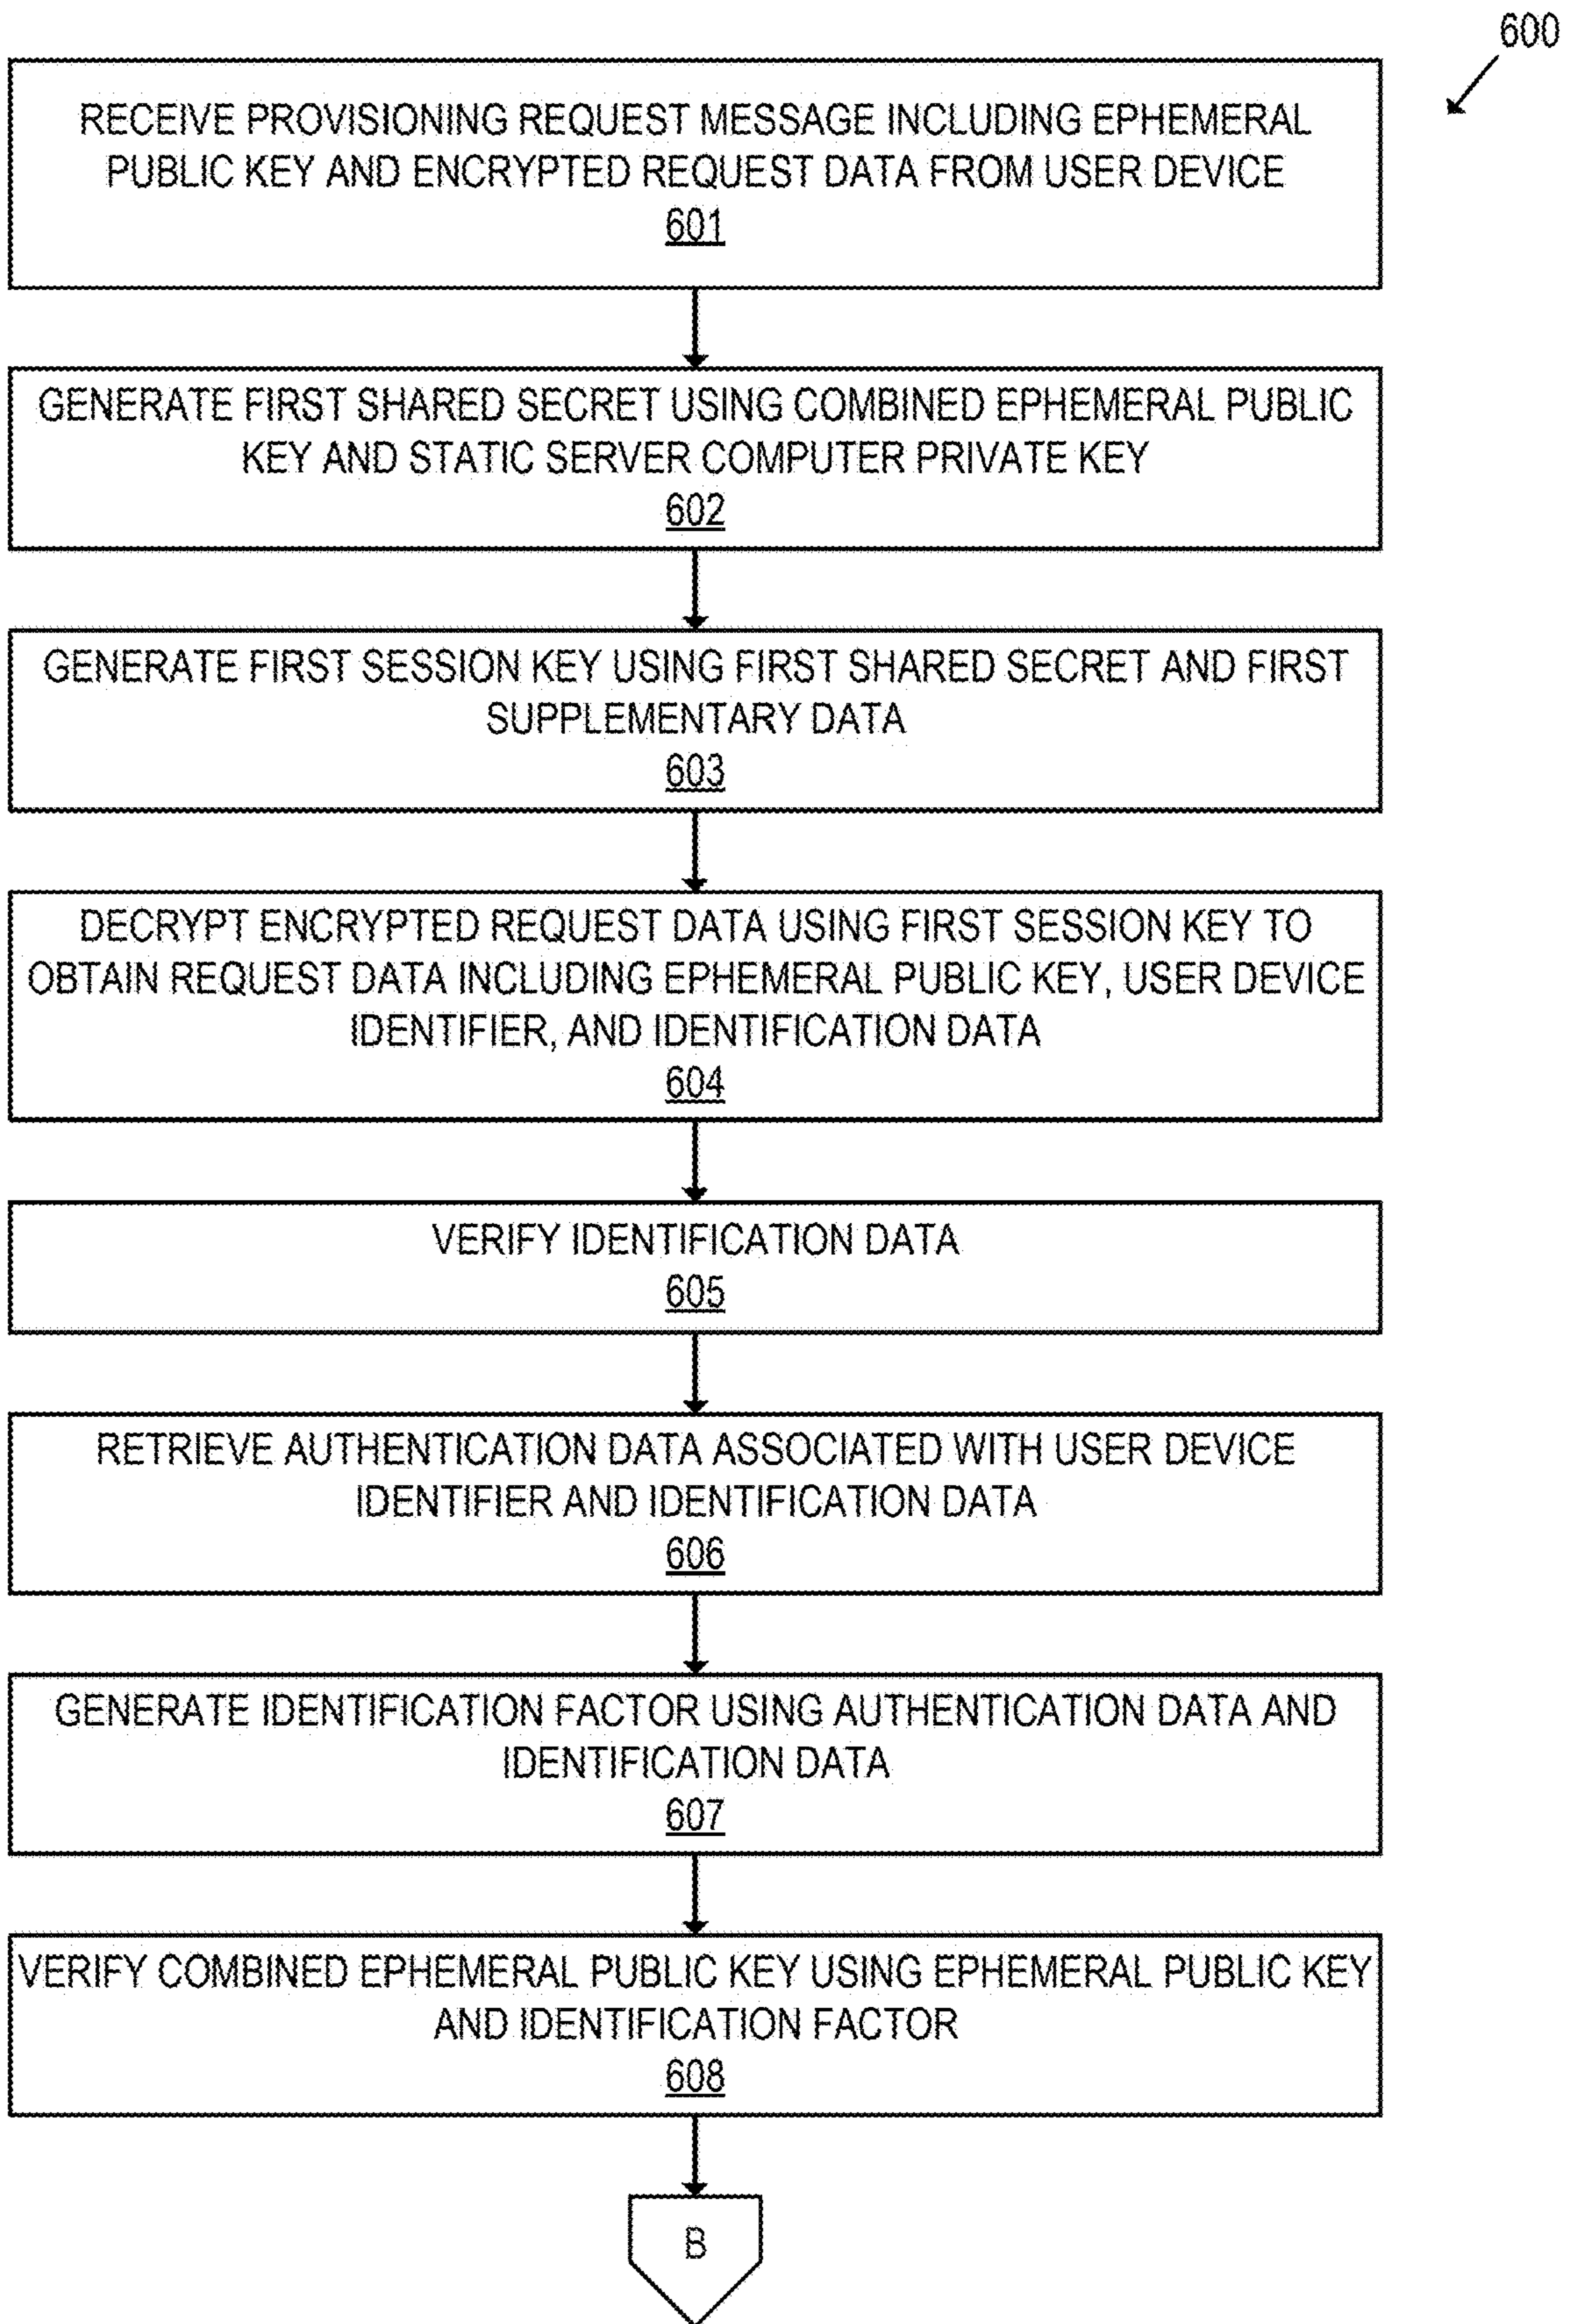 600
RECEIVE PROVISIONING REQUEST MESSAGE INCLUDING EPHEMERAL
PUBLIC KEY AND ENCRYPTED REQUEST DATA FROM USER DEVICE
601
GENERATE FIRST SHARED SECRET USING COMBINED EPHEMERAL PUBLIC
KEY AND STATIC SERVER COMPUTER PRIVATE KEY
602
GENERATE FIRST SESSION KEY USING FIRST SHARED SECRET AND FIRST
SUPPLEMENTARY DATA
603
DECRYPT ENCRYPTED REQUEST DATA USING FIRST SESSION KEY TO
OBTAIN REQUEST DATA INCLUDING EPHEMERAL PUBLIC KEY, USER DEVICE
IDENTIFIER, AND IDENTIFICATION DATA
604
VERIFY IDENTIFICATION DATA
605
RETRIEVE AUTHENTICATION DATA ASSOCIATED WITH USER DEVICE
IDENTIFIER AND IDENTIFICATION DATA
606
GENERATE IDENTIFICATION FACTOR USING AUTHENTICATION DATA AND
IDENTIFICATION DATA
607
VERIFY COMBINED EPHEMERAL PUBLIC KEY USING EPHEMERAL PUBLIC KEY
AND IDENTIFICATION FACTOR
608
B